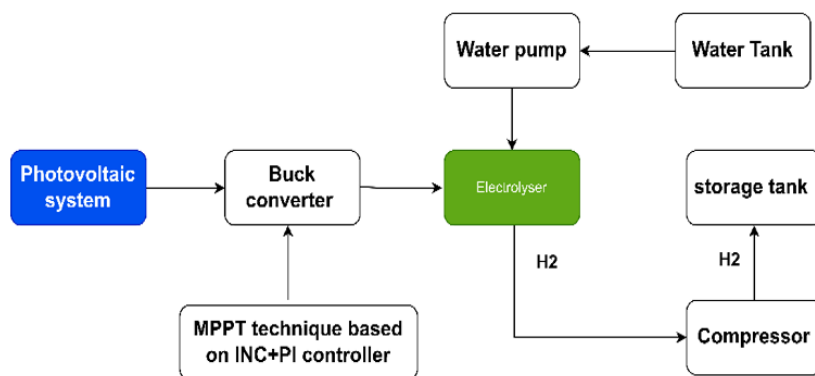 Water pump
Water Tank
Photovoltaic
system
Buck
converter
Electrolyser
storage tank
H2
H2
MPPT technique based
on INC+PI controller
Compressor